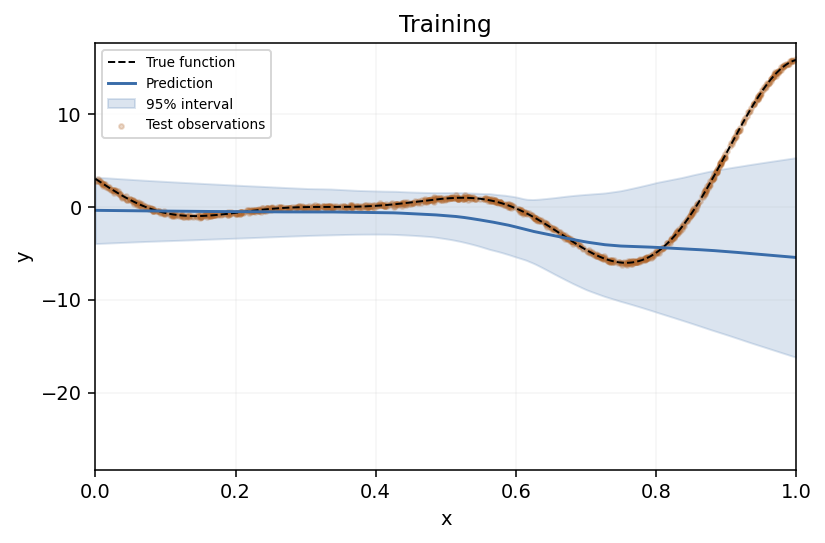 Training
True function
Prediction
95% interval
Test observations
10
0
−10
−20
y
0.0 0.2 0.4 0.6 0.8 1.0
x